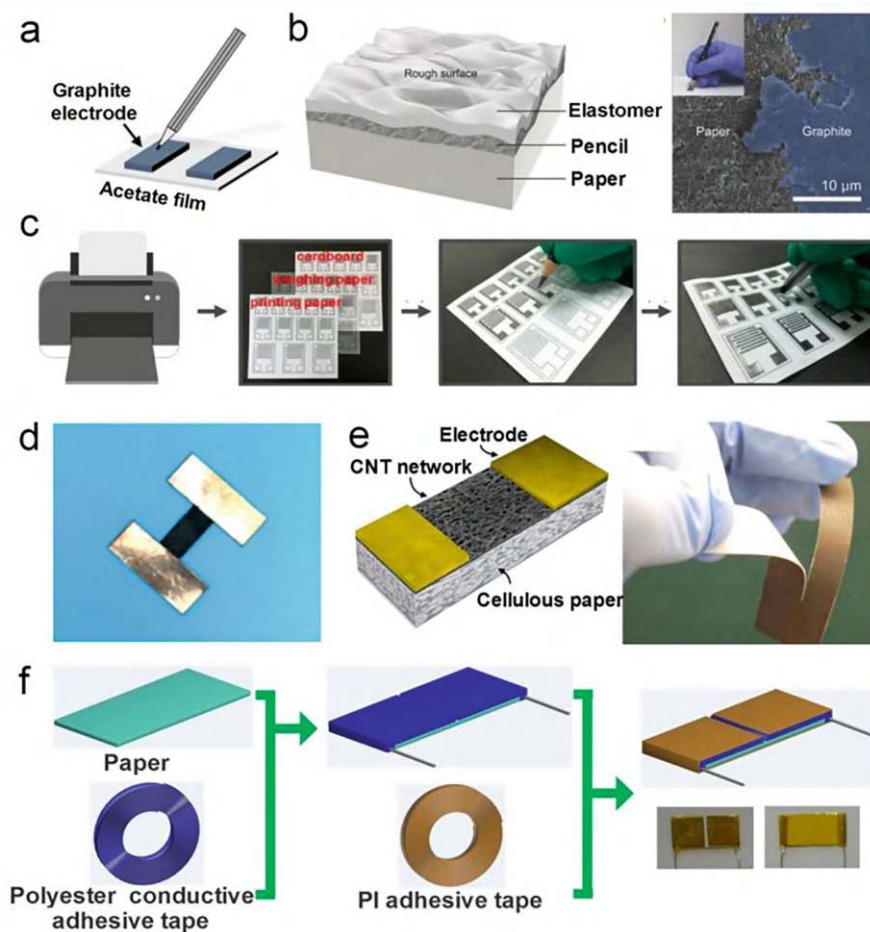 a
Graphite
electrode
Acetate film
b
Rough surface
Elastomer
Pencil
Paper
Paper
Graphite
10 µm
c
cardboard
weighing paper
printing paper
d
e
Electrode
CNT network
Cellulous paper
f
Paper
Polyester conductive
adhesive tape
PI adhesive tape